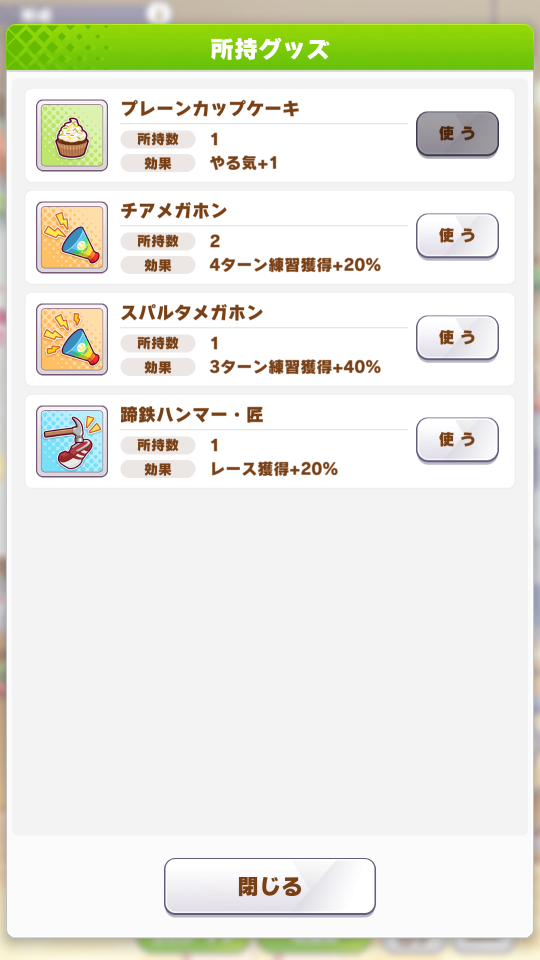 所持グッズ
プレーンカップケーキ
所持数 1
効果 やる気+1
使う
チアメガホン
所持数 2
効果 4ターン練習獲得+20%
使う
スパルタメガホン
所持数 1
効果 3ターン練習獲得+40%
使う
蹄鉄ハンマー・匠
所持数 1
効果 レース獲得+20%
使う
閉じる